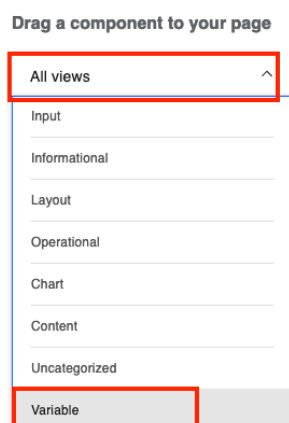 Drag a component to your page
All views
Input
Informational
Layout
Operational
Chart
Content
Uncategorized
Variable